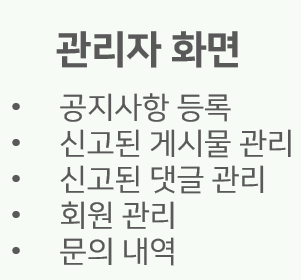 관리자 화면
• 공지사항 등록
• 신고된 게시물 관리
• 신고된 댓글 관리
• 회원 관리
• 문의 내역